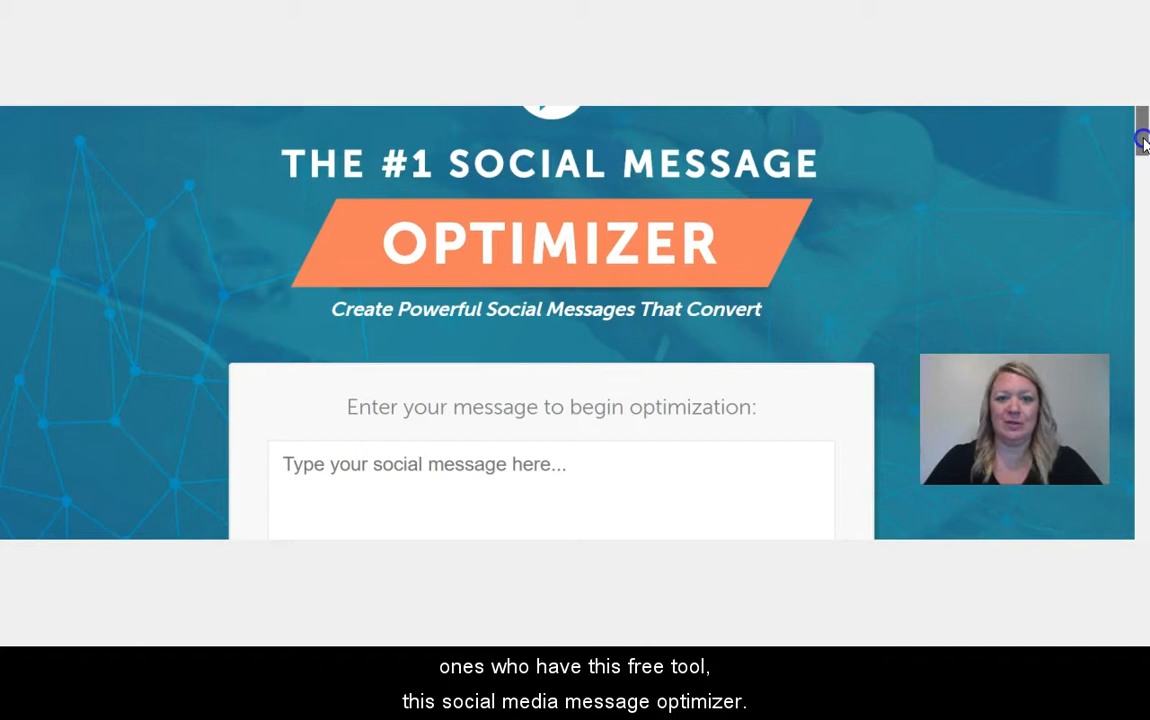 THE #1 SOCIAL MESSAGE
OPTIMIZER
Create Powerful Social Messages That Convert
Enter your message to begin optimization:
Type your social message here...
ones who have this free tool,
this social media message optimizer.